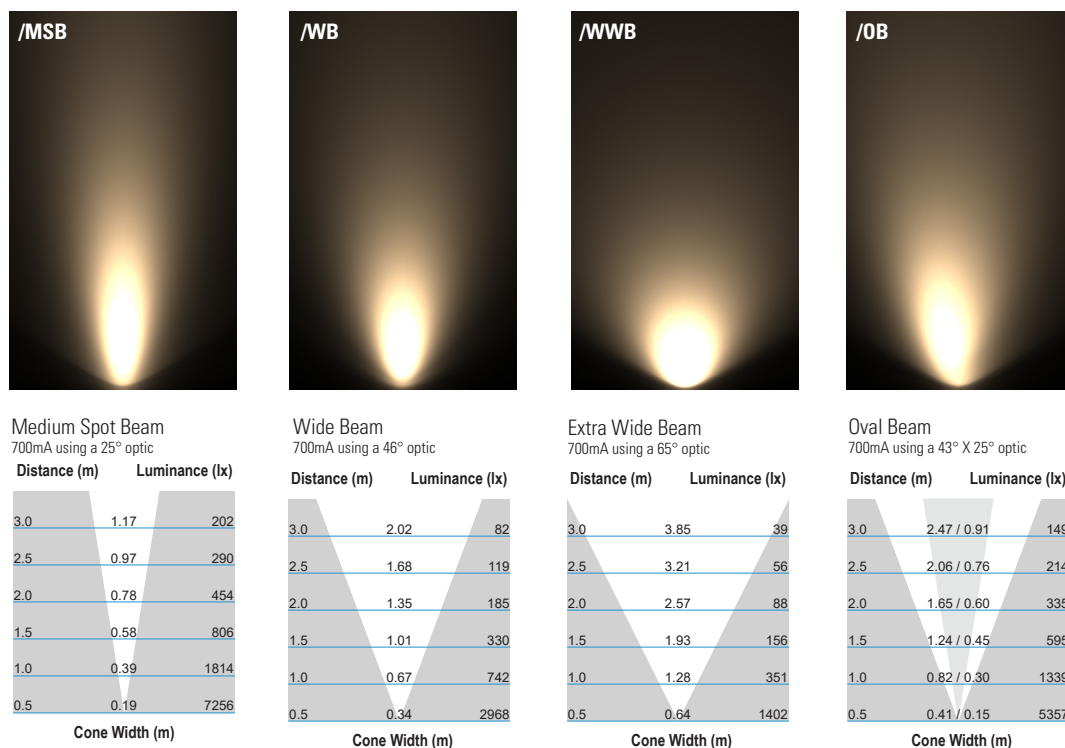 /MSB
Medium Spot Beam
700mA using a 25° optic
Distance (m) Luminance (lx)
3.0 1.17 202
2.5 0.97 290
2.0 0.78 454
1.5 0.58 806
1.0 0.39 1814
0.5 0.19 7256
Cone Width (m)
/WB
Wide Beam
700mA using a 46° optic
Distance (m) Luminance (lx)
3.0 2.02 82
2.5 1.68 119
2.0 1.35 185
1.5 1.01 330
1.0 0.67 742
0.5 0.34 2968
Cone Width (m)
/WWB
Extra Wide Beam
700mA using a 65° optic
Distance (m) Luminance (lx)
3.0 3.85 39
2.5 3.21 56
2.0 2.57 88
1.5 1.93 156
1.0 1.28 351
0.5 0.64 1402
Cone Width (m)
/OB
Oval Beam
700mA using a 43° X 25° optic
Distance (m) Luminance (lx)
3.0 2.47 / 0.91 149
2.5 2.06 / 0.76 214
2.0 1.65 / 0.60 335
1.5 1.24 / 0.45 595
1.0 0.82 / 0.30 1339
0.5 0.41 / 0.15 5357
Cone Width (m)